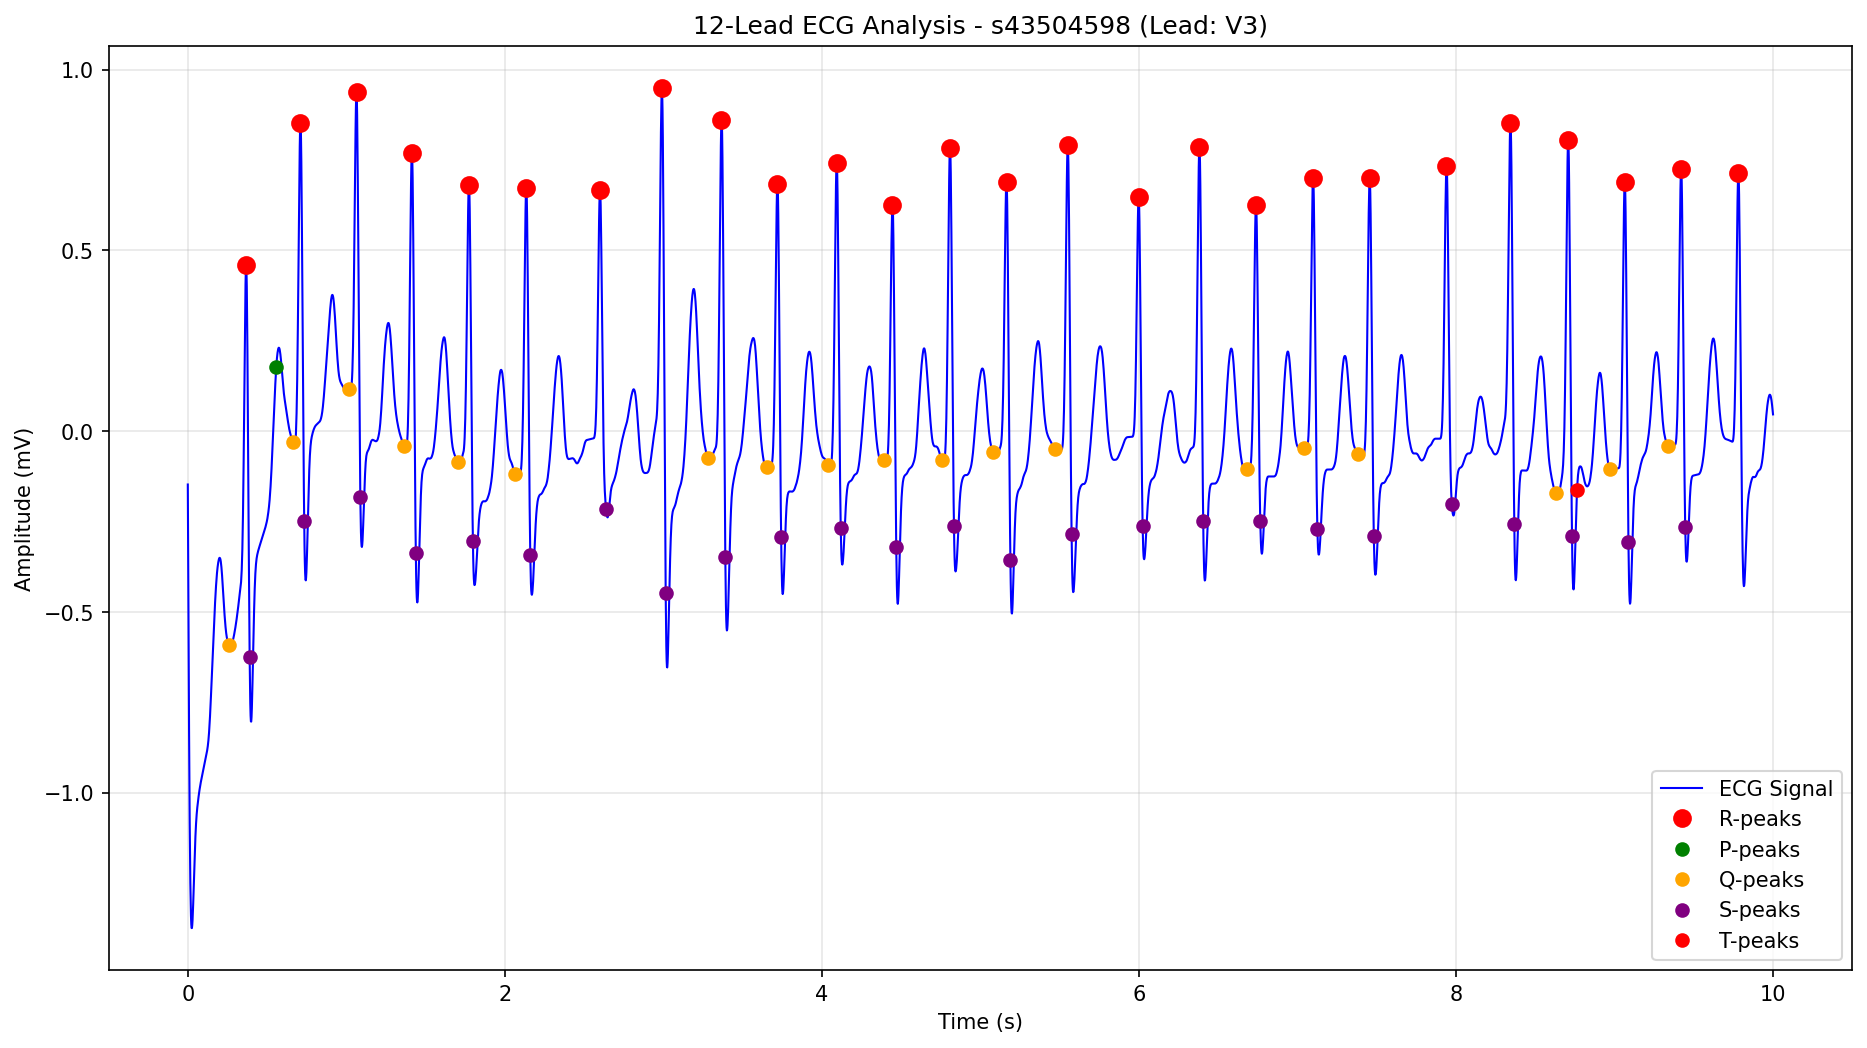 12-Lead ECG Analysis - s43504598 (Lead: V3)
1.0
0.5
0.0
−0.5
−1.0
Amplitude (mV)
0 2 4 6 8 10
Time (s)
ECG Signal
R-peaks
P-peaks
Q-peaks
S-peaks
T-peaks